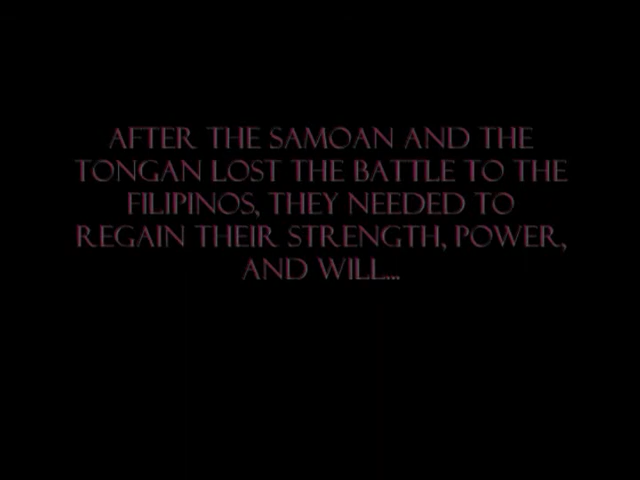 AFTER THE SAMOAN AND THE
TONGAN LOST THE BATTLE TO THE
FILIPINOS, THEY NEEDED TO
REGAIN THEIR STRENGTH, POWER,
AND WILL...